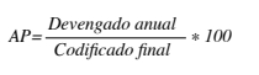 Devengado anual
AP= * 100
Codificado final